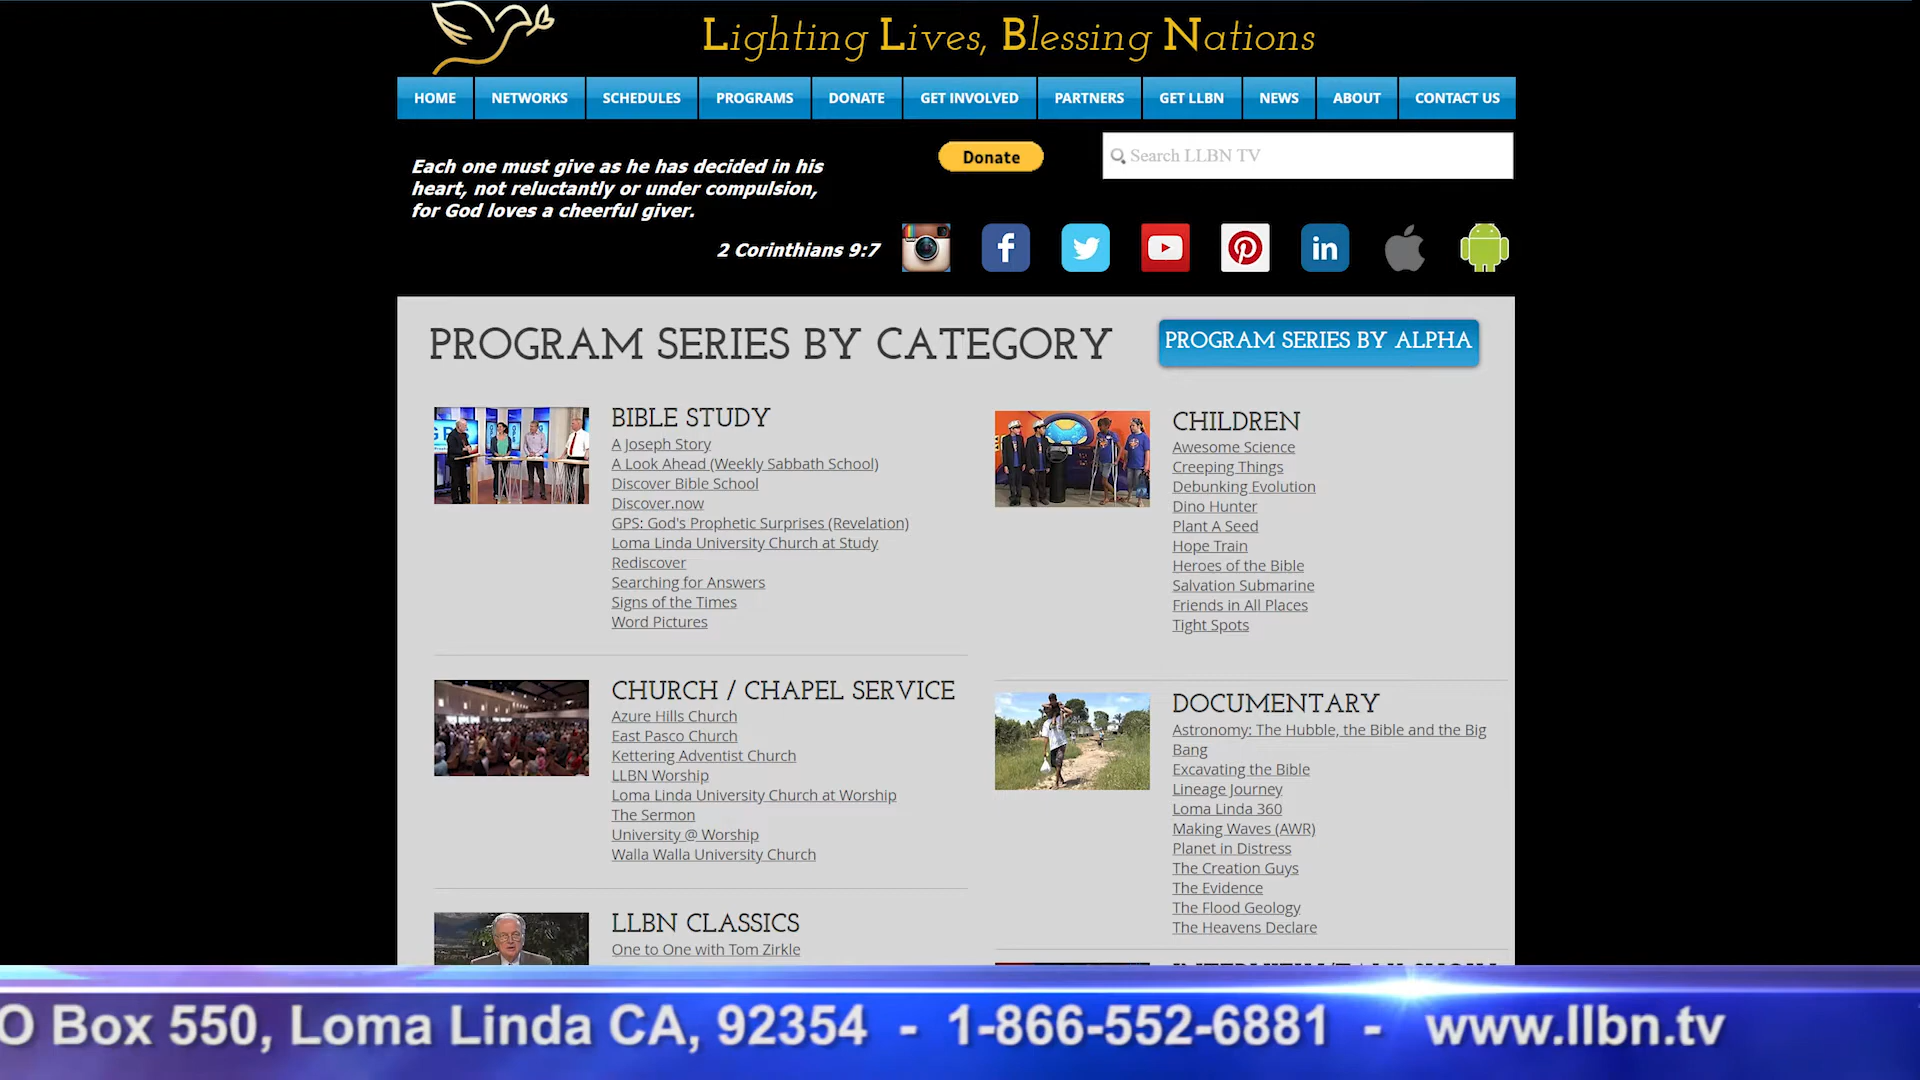 Lighting Lives, Blessing Nations
HOME NETWORKS SCHEDULES PROGRAMS DONATE GET INVOLVED PARTNERS GET LLBN NEWS ABOUT CONTACT US
Each one must give as he has decided in his
heart, not reluctantly or under compulsion,
for God loves a cheerful giver.
2 Corinthians 9:7
Donate
Search LLBN TV
PROGRAM SERIES BY CATEGORY
PROGRAM SERIES BY ALPHA
BIBLE STUDY
A Joseph Story
A Look Ahead (Weekly Sabbath School)
Discover Bible School
Discover.now
GPS: God's Prophetic Surprises (Revelation)
Loma Linda University Church at Study
Rediscover
Searching for Answers
Signs of the Times
Word Pictures
CHURCH / CHAPEL SERVICE
Azure Hills Church
East Pasco Church
Kettering Adventist Church
LLBN Worship
Loma Linda University Church at Worship
The Sermon
University @ Worship
Walla Walla University Church
LLBN CLASSICS
One to One with Tom Zirkle
CHILDREN
Awesome Science
Creeping Things
Debunking Evolution
Dino Hunter
Plant A Seed
Hope Train
Heroes of the Bible
Salvation Submarine
Friends in All Places
Tight Spots
DOCUMENTARY
Astronomy: The Hubble, the Bible and the Big
Bang
Excavating the Bible
Lineage Journey
Loma Linda 360
Making Waves (AWR)
Planet in Distress
The Creation Guys
The Evidence
The Flood Geology
The Heavens Declare
O Box 550, Loma Linda CA, 92354 - 1-866-552-6881 - www.llbn.tv